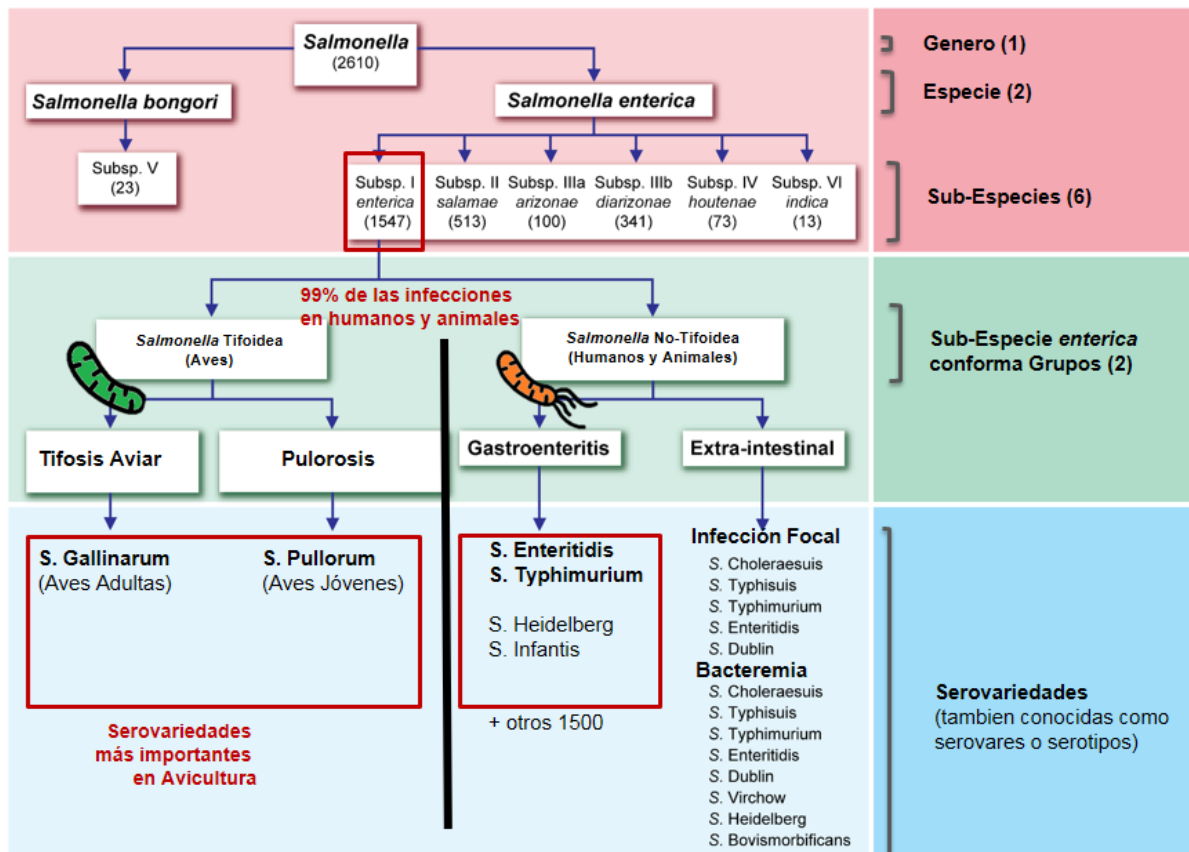 Salmonella
(2610)
Genero (1)
Salmonella bongori
Salmonella enterica
Especie (2)
Subsp. V
(23)
Subsp. I
enterica
(1547)
Subsp. II
salamae
(513)
Subsp. IIIa
arizonae
(100)
Subsp. IIIb
diarizonae
(341)
Subsp. IV
houtenae
(73)
Subsp. VI
indica
(13)
Sub-Especies (6)
99% de las infecciones
en humanos y animales
Salmonella Tifoidea
(Aves)
Salmonella No-Tifoidea
(Humanos y Animales)
Sub-Especie enterica
conforma Grupos (2)
Tifosis Aviar
Pulorosis
Gastroenteritis
Extra-intestinal
S. Gallinarum
(Aves Adultas)
S. Pullorum
(Aves Jóvenes)
Serovariedades
más importantes
en Avicultura
S. Enteritidis
S. Typhimurium
S. Heidelberg
S. Infantis
+ otros 1500
Infección Focal
S. Choleraesuis
S. Typhisuis
S. Typhimurium
S. Enteritidis
S. Dublin
Bacteremia
S. Choleraesuis
S. Typhisuis
S. Typhimurium
S. Enteritidis
S. Dublin
S. Virchow
S. Heidelberg
S. Bovismorbificans
Serovariedades
(tambien conocidas como
serovares o serotipos)